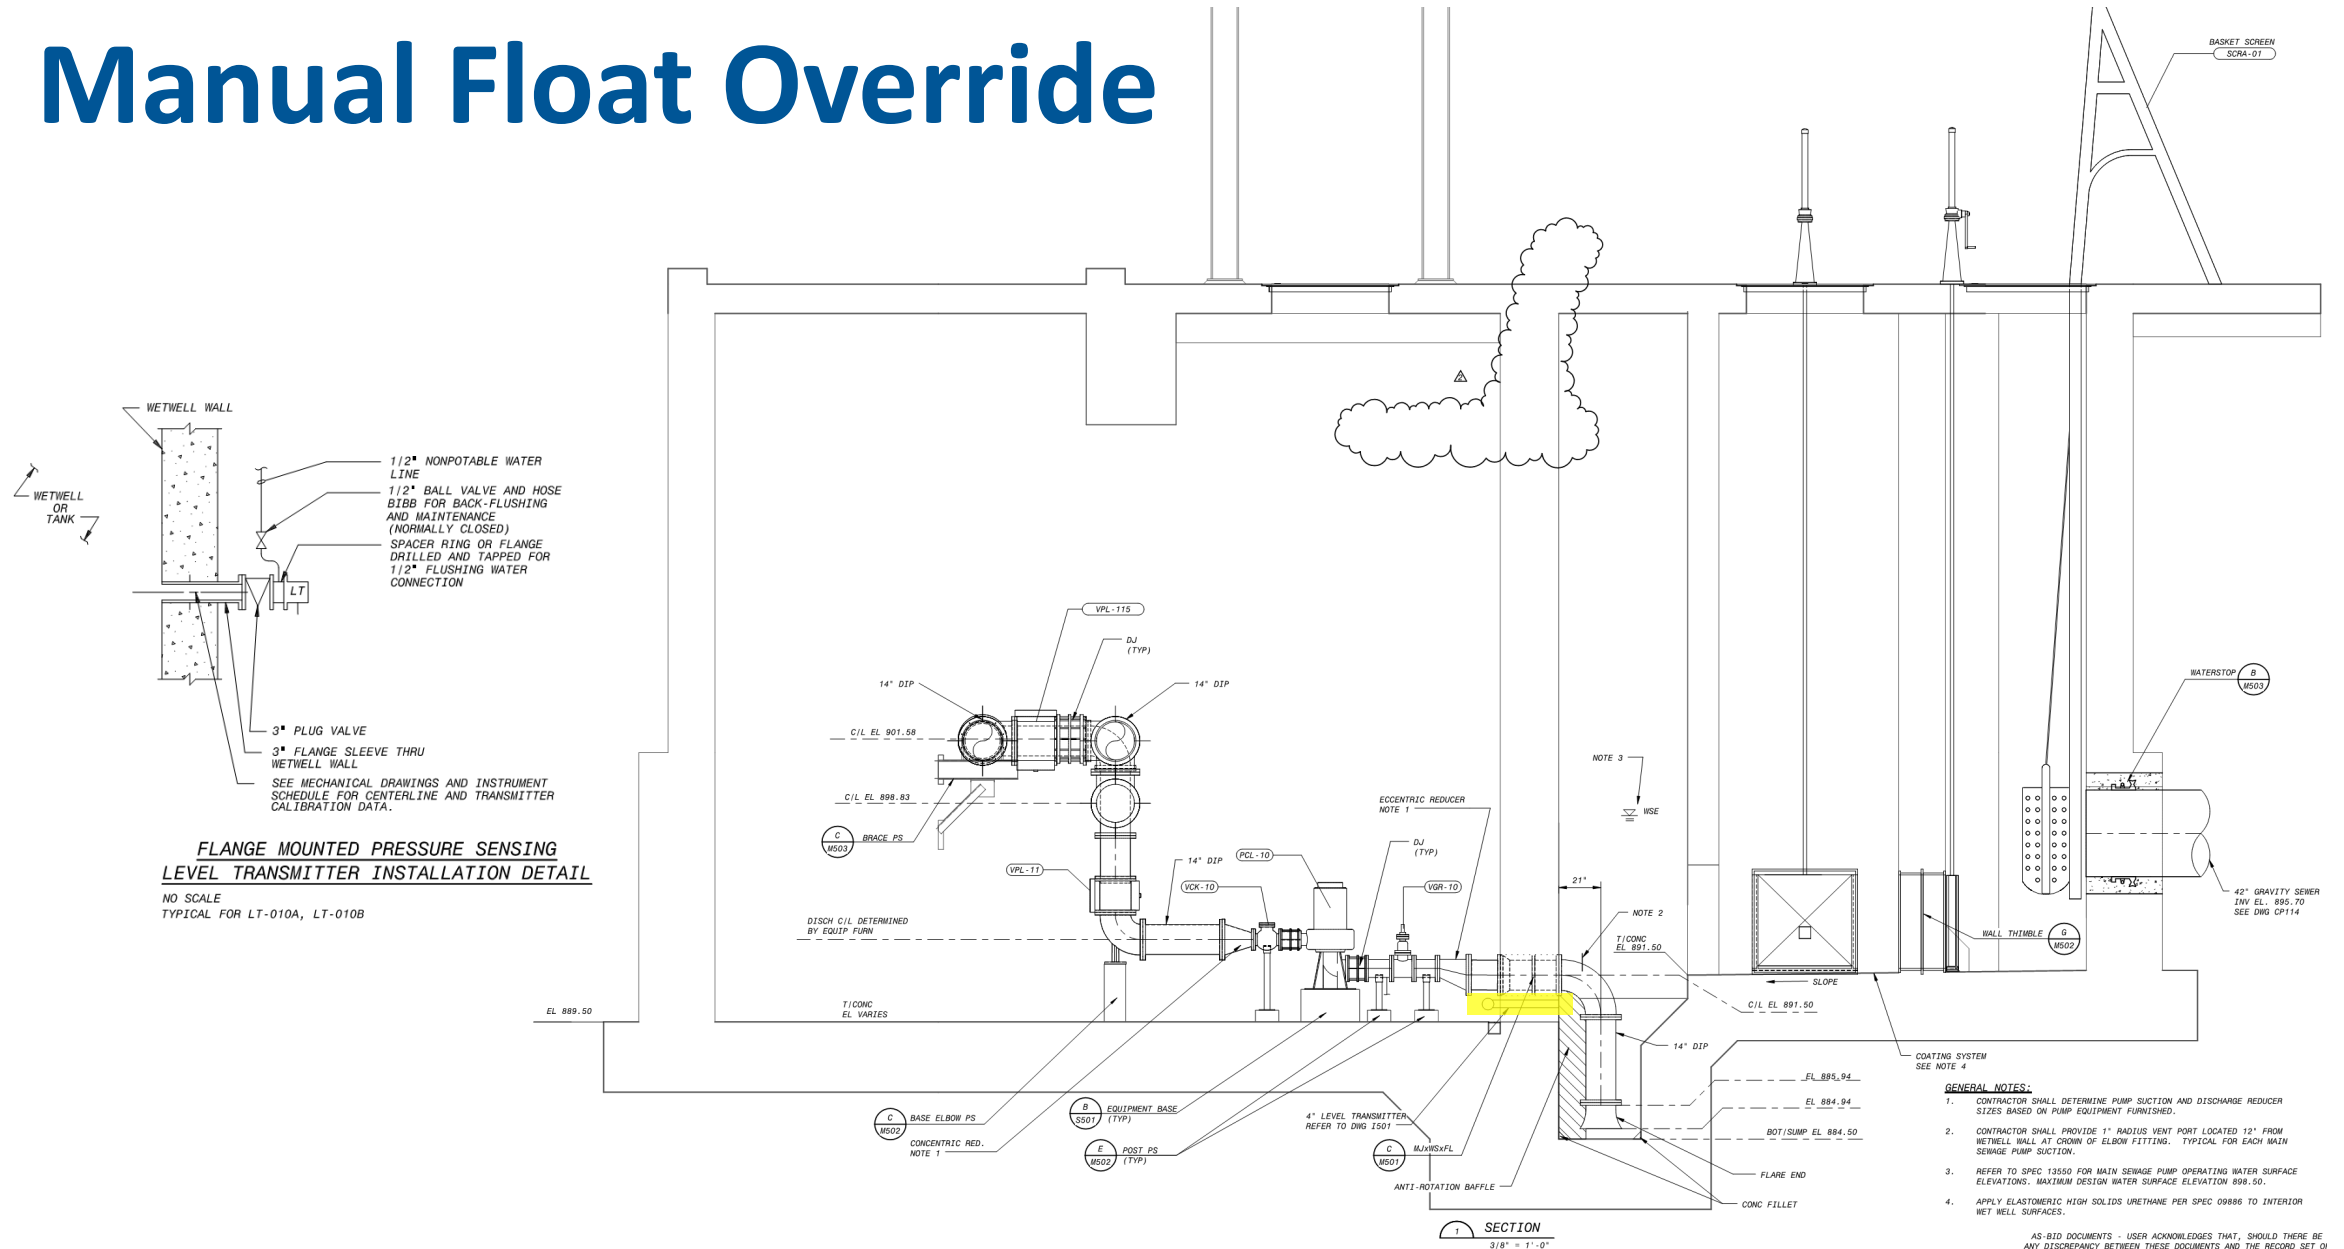 Manual Float Override
BASKET SCREEN
SCRA-01
2
WETWELL WALL
WETWELL
OR
TANK
1/2" NONPOTABLE WATER
LINE
1/2" BALL VALVE AND HOSE
BIBB FOR BACK-FLUSHING
AND MAINTENANCE
(NORMALLY CLOSED)
SPACER RING OR FLANGE
DRILLED AND TAPPED FOR
1/2" FLUSHING WATER
CONNECTION
LT
3" PLUG VALVE
3" FLANGE SLEEVE THRU
WETWELL WALL
SEE MECHANICAL DRAWINGS AND INSTRUMENT
SCHEDULE FOR CENTERLINE AND TRANSMITTER
CALIBRATION DATA.
FLANGE MOUNTED PRESSURE SENSING
LEVEL TRANSMITTER INSTALLATION DETAIL
NO SCALE
TYPICAL FOR LT-010A, LT-010B
VPL-115
DJ
(TYP)
14" DIP
14" DIP
C/L EL 901.58
C/L EL 898.83
C
M503
BRACE PS
VPL-11
14" DIP
VCK-10
PCL-10
DISCH C/L DETERMINED
BY EQUIP FURN
ECCENTRIC REDUCER
NOTE 1
DJ
(TYP)
VGR-10
NOTE 3
WSE
21"
NOTE 2
T/CONC
EL 891.50
WATERSTOP
B
M503
42" GRAVITY SEWER
INV EL. 895.70
SEE DWG CP114
WALL THIMBLE
G
M502
SLOPE
C/L EL 891.50
EL 889.50
T/CONC
EL VARIES
14" DIP
COATING SYSTEM
SEE NOTE 4
EL 885.94
EL 884.94
BOT/SUMP EL 884.50
C
M502
BASE ELBOW PS
CONCENTRIC RED.
NOTE 1
B
S501
EQUIPMENT BASE
(TYP)
E
M502
POST PS
(TYP)
4" LEVEL TRANSMITTER
REFER TO DWG I501
C
M501
MJxWSxFL
ANTI-ROTATION BAFFLE
FLARE END
CONC FILLET
1
SECTION
3/8" = 1'-0"
GENERAL NOTES:
1. CONTRACTOR SHALL DETERMINE PUMP SUCTION AND DISCHARGE REDUCER
SIZES BASED ON PUMP EQUIPMENT FURNISHED.
2. CONTRACTOR SHALL PROVIDE 1" RADIUS VENT PORT LOCATED 12" FROM
WETWELL WALL AT CROWN OF ELBOW FITTING. TYPICAL FOR EACH MAIN
SEWAGE PUMP SUCTION.
3. REFER TO SPEC 13550 FOR MAIN SEWAGE PUMP OPERATING WATER SURFACE
ELEVATIONS. MAXIMUM DESIGN WATER SURFACE ELEVATION 898.50.
4. APPLY ELASTOMERIC HIGH SOLIDS URETHANE PER SPEC 09886 TO INTERIOR
WET WELL SURFACES.
AS-BID DOCUMENTS - USER ACKNOWLEDGES THAT, SHOULD THERE BE
ANY DISCREPANCY BETWEEN THESE DOCUMENTS AND THE RECORD SET OF